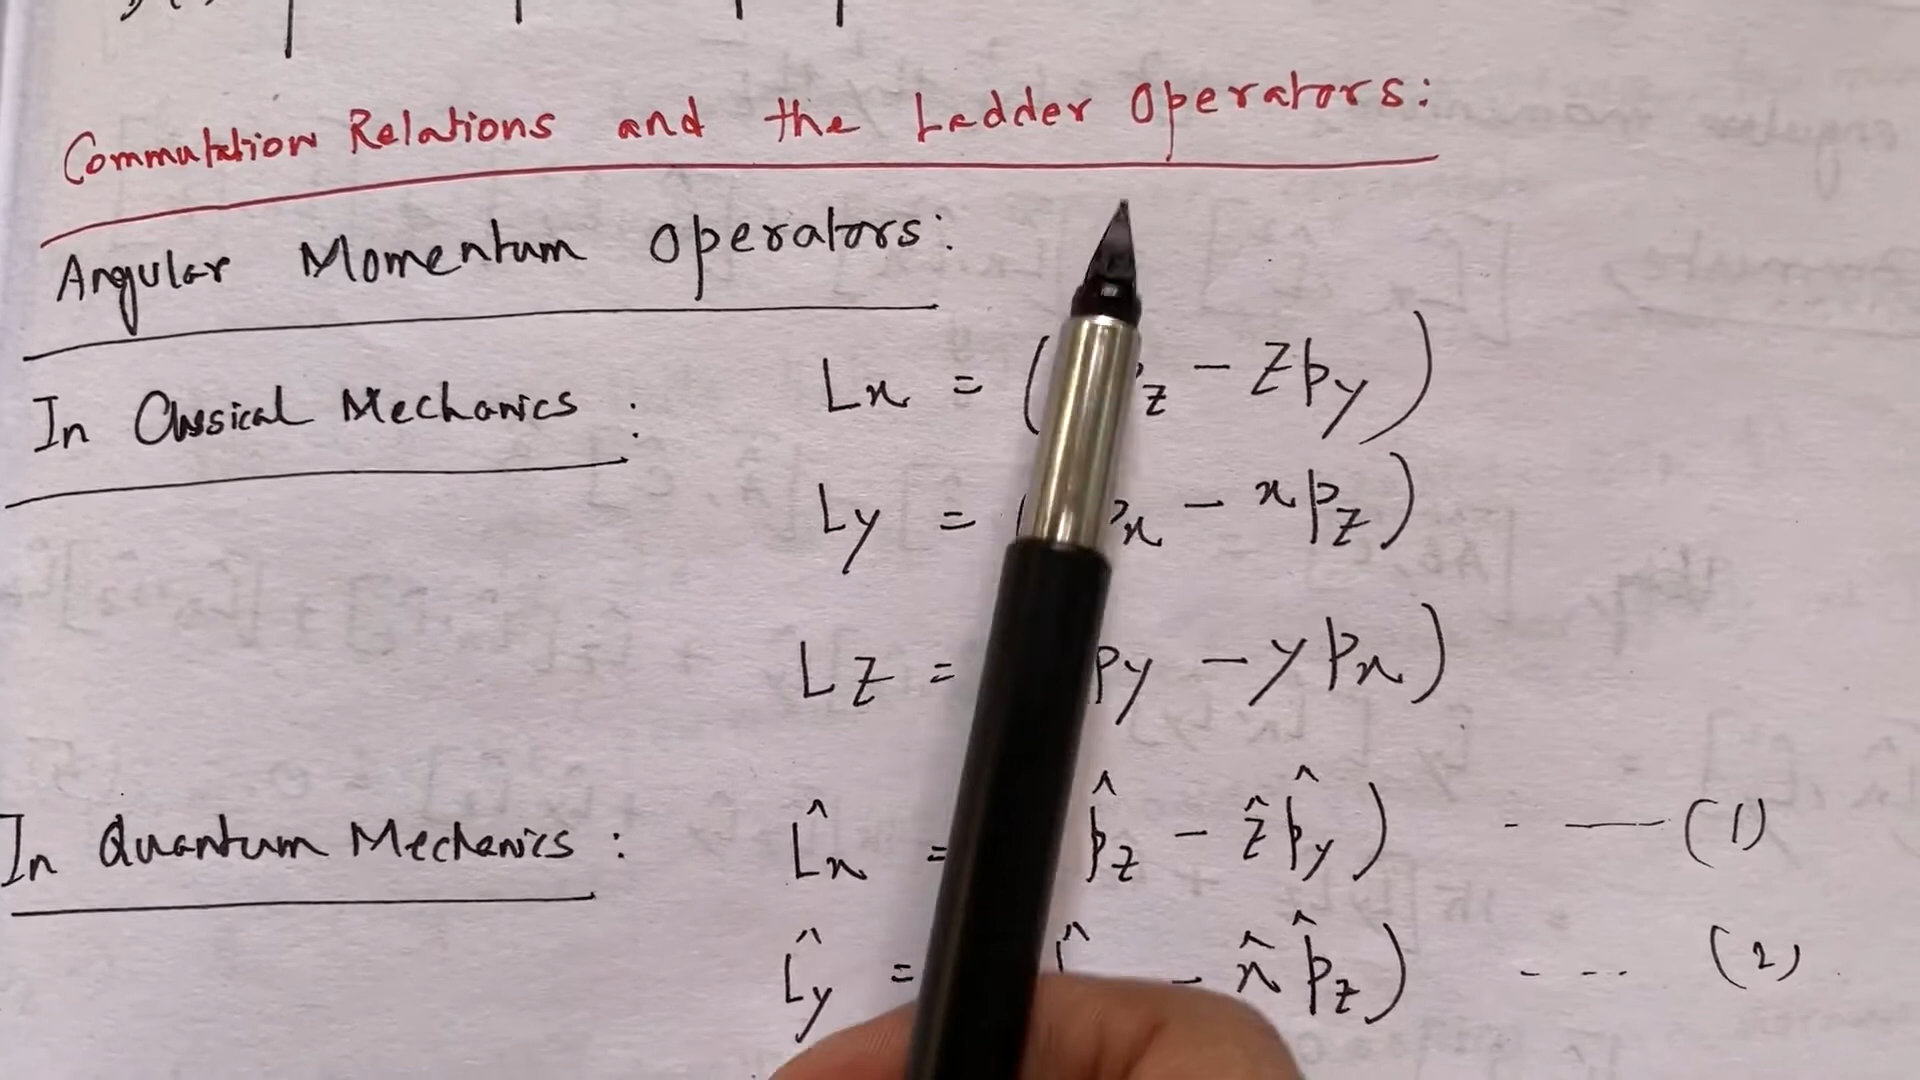 Commutation Relations and the Ladder Operators:
Angular Momentum Operators:
In Classical Mechanics : Lx = ( z - Zpy)
Ly = ( x - xpz)
LZ = py - ypx)
In Quantum Mechanics : L̂x = p̂z - ẑp̂y) - — (1)
L̂y = - x̂p̂z) - -- (2)